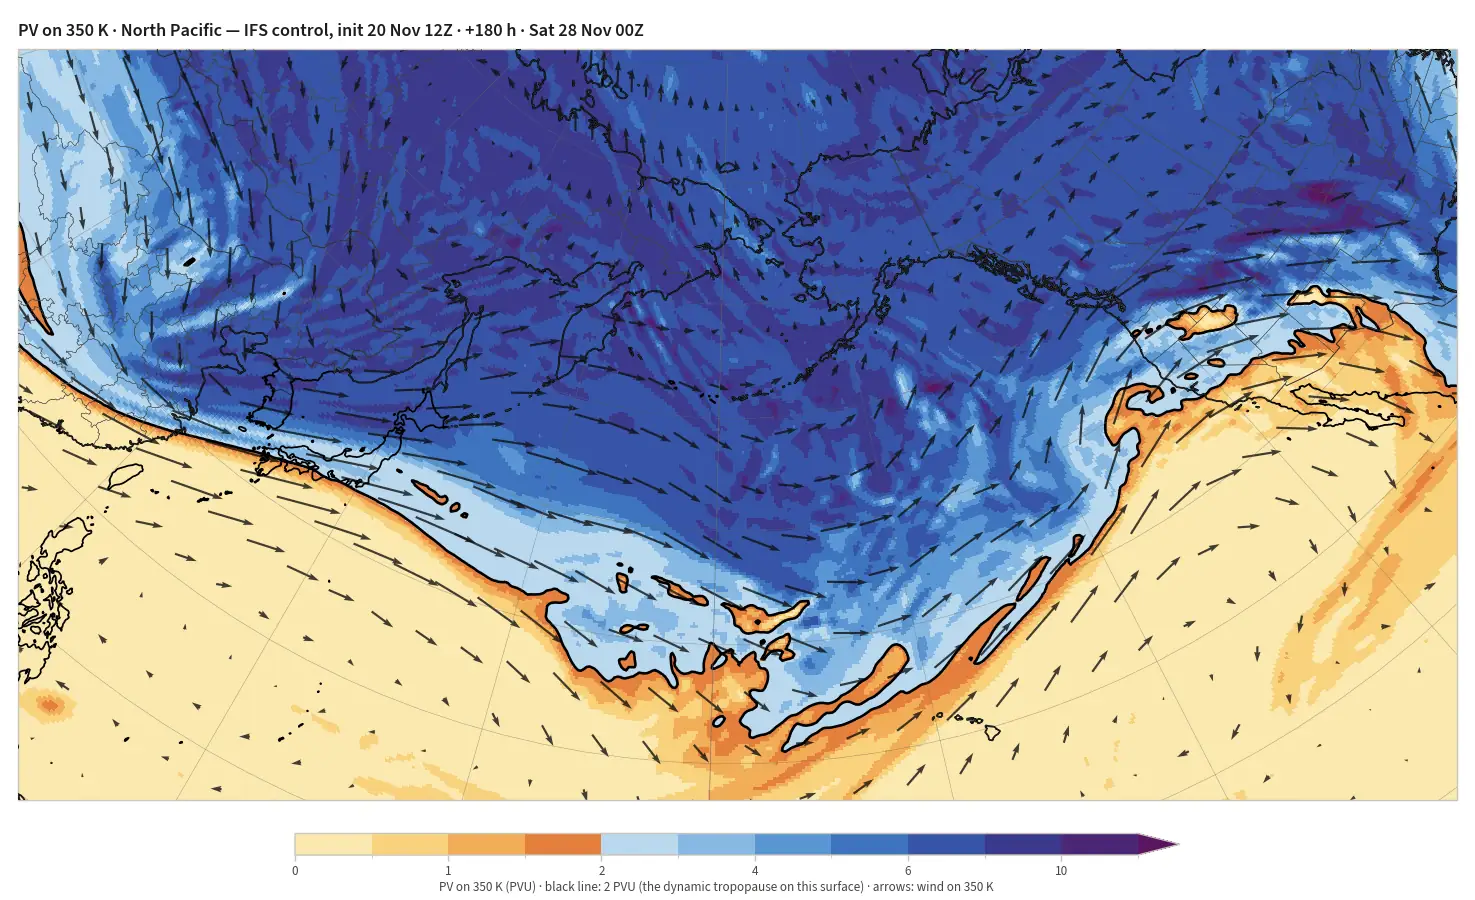 PV on 350 K · North Pacific — IFS control, init 20 Nov 12Z · +180 h · Sat 28 Nov 00Z
0 1 2 4 6 10
PV on 350 K (PVU) · black line: 2 PVU (the dynamic tropopause on this surface) · arrows: wind on 350 K